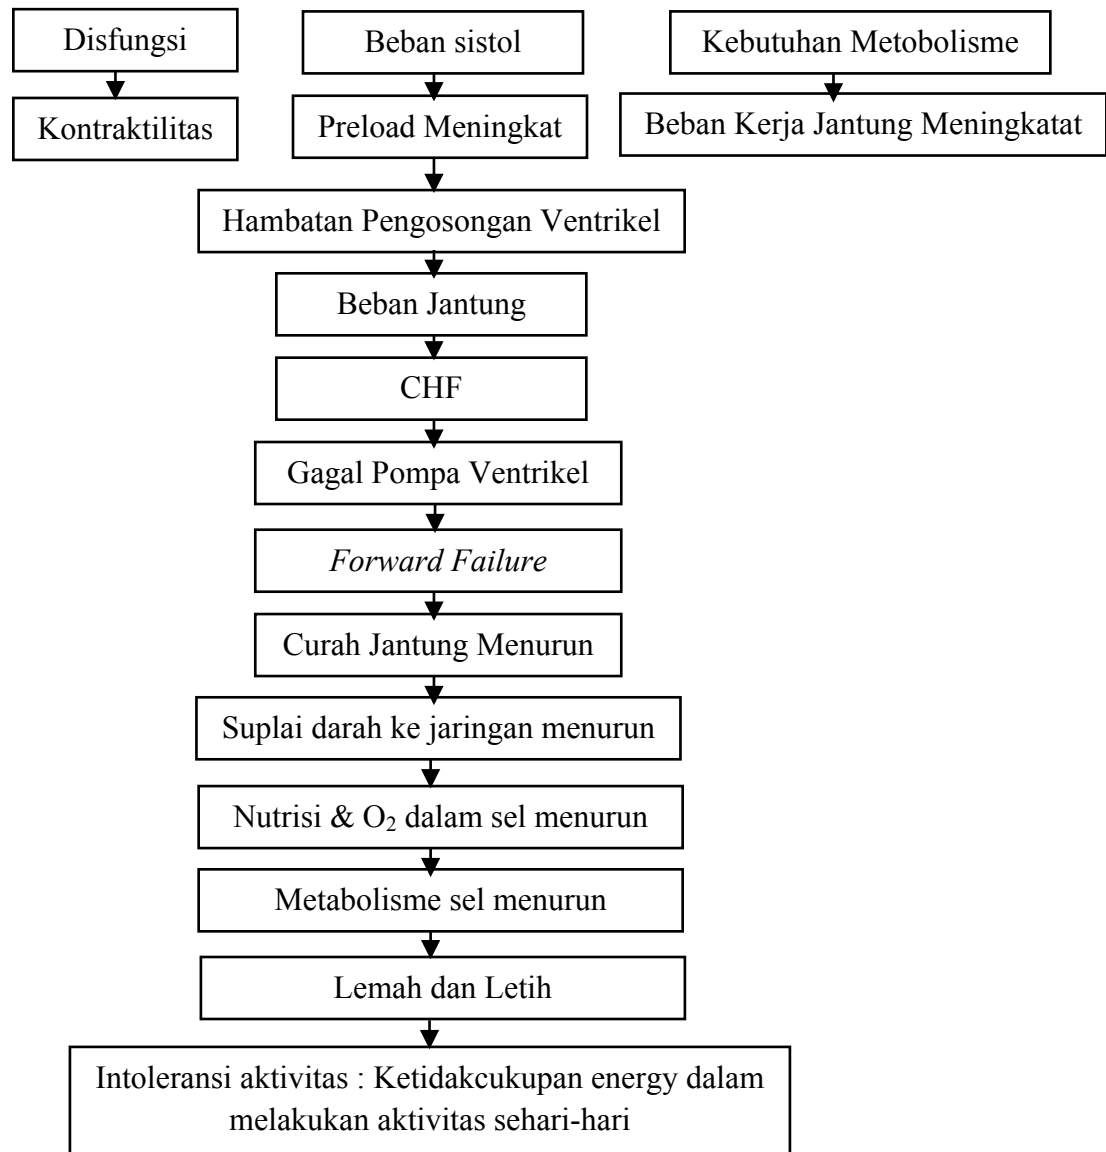 Disfungsi
Beban sistol
Kebutuhan Metobolisme
Kontraktilitas
Preload Meningkat
Beban Kerja Jantung Meningkatat
Hambatan Pengosongan Ventrikel
Beban Jantung
CHF
Gagal Pompa Ventrikel
Forward Failure
Curah Jantung Menurun
Suplai darah ke jaringan menurun
Nutrisi & O₂ dalam sel menurun
Metabolisme sel menurun
Lemah dan Letih
Intoleransi aktivitas : Ketidakcukupan energy dalam
melakukan aktivitas sehari-hari